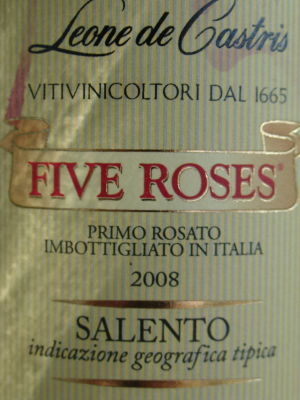 Leone de Castris
VITIVINICOLTORI DAL 1665
FIVE ROSES®
PRIMO ROSATO
IMBOTTIGLIATO IN ITALIA
2008
SALENTO
indicazione geografica tipica